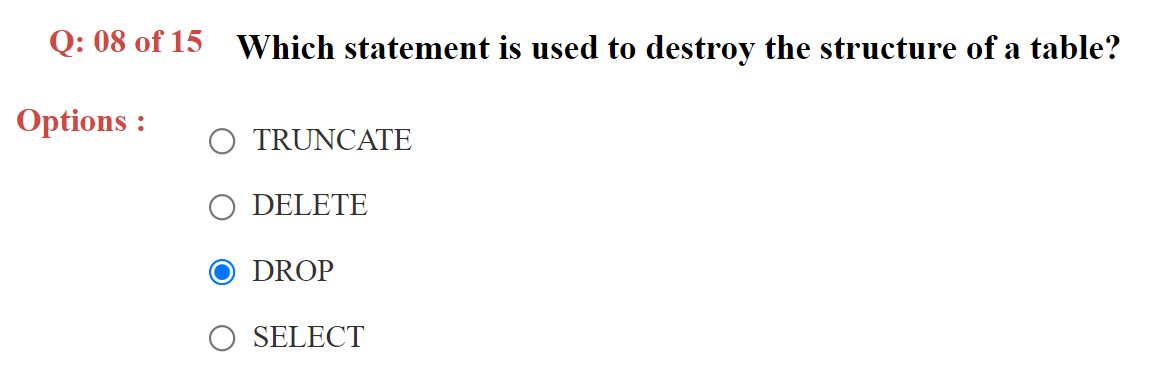 Q: 08 of 15 Which statement is used to destroy the structure of a table?
Options :
TRUNCATE
DELETE
DROP
SELECT